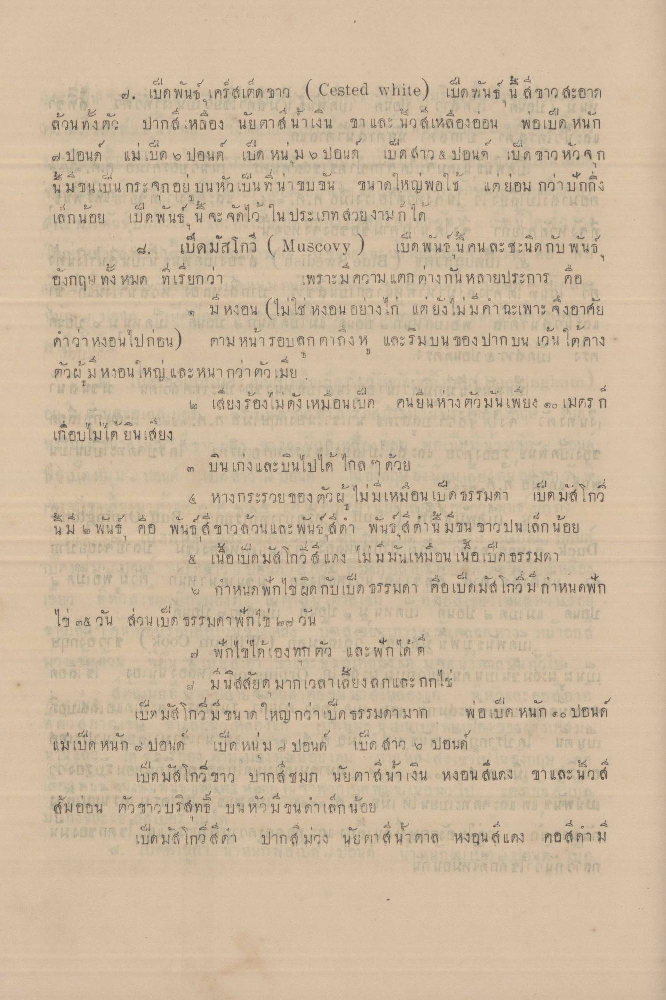 ๗. เป็ดพันธุ์เคร็สเต็ดขาว (Cested white) เป็ดพันธุ์นี้สีขาวสะอาด
ล้วนทั้งตัว ปากสีเหลือง นัยตาสีน้ำเงิน ขาและนิ้วสีเหลืองอ่อน พ่อเป็ดหนัก
๗ ปอนด์ แม่เป็ด ๖ ปอนด์ เป็ดหนุ่ม ๖ ปอนด์ เป็ดสาว ๕ ปอนด์ เป็ดขาวหัวจุก
นี้มีขนเป็นกระจุกอยู่บนหัวเป็นที่น่าขบขัน ขนาดใหญ่พอใช้ แต่ย่อมกว่าปักกิ่ง
เล็กน้อย เป็ดพันธุ์นี้จะจัดไว้ในประเภทสวยงามก็ได้
๘. เป็ดมัสโกวี (Muscovy) เป็ดพันธุ์นี้คนละชะนิดกับพันธุ์
อังกฤษทั้งหมด ที่เรียกว่า เพราะมีความแตกต่างกันหลายประการ คือ
๑ มีหงอน (ไม่ใช่หงอนอย่างไก่ แต่ยังไม่มีคำฉะเพาะ จึงอาศัย
คำว่าหงอนไปก่อน) ตามหน้ารอบลูกตาถึงหู และริมบนของปากบน เว้นใต้คาง
ตัวผู้มีหงอนใหญ่และหนากว่าตัวเมีย
๒ เสียงร้องไม่ดังเหมือนเป็ด คนยืนห่างตัวมันเพียง ๑๐ เมตร ก็
เกือบไม่ได้ยินเสียง
๓ บินเก่งและบินไปได้ไกลๆด้วย
๔ หางกระรวยของตัวผู้ไม่มีเหมือนเป็ดธรรมดา เป็ดมัสโกวี่
นี้มี ๒ พันธุ์ คือ พันธุ์สีขาวล้วนและพันธุ์สีดำ พันธุ์สีดำนี้มีขนขาวปนเล็กน้อย
๕ เนื้อเป็ดมัสโกวี่สีแดง ไม่มีมันเหมือนเนื้อเป็ดธรรมดา
๖ กำหนดฟักไข่ผิดกับเป็ดธรรมดา คือเป็ดมัสโกวี่มีกำหนดฟัก
ไข่ ๓๕ วัน ส่วนเป็ดธรรมดาฟักไข่ ๒๗ วัน
๗ ฟักไข่ได้เองทุกตัว และฟักได้ดี
๘ มีนิสสัยดุมากเวลาเลี้ยงลูกและกกไข่
เป็ดมัสโกวี่มีขนาดใหญ่กว่าเป็ดธรรมดามาก พ่อเป็ดหนัก ๑๐ ปอนด์
แม่เป็ดหนัก ๗ ปอนด์ เป็ดหนุ่ม ๘ ปอนด์ เป็ดสาว ๖ ปอนด์
เป็ดมัสโกวี่ขาว ปากสีชมภ นัยตาสีน้ำเงิน หงอนสีแดง ขาและนิ้วสี
ส้มอ่อน ตัวขาวบริสุทธิ์ บนหัวมีขนดำเล็กน้อย
เป็ดมัสโกวี่สีดำ ปากสีม่วง นัยตาสีน้ำตาล หงอนสีแดง คอสีดำมี